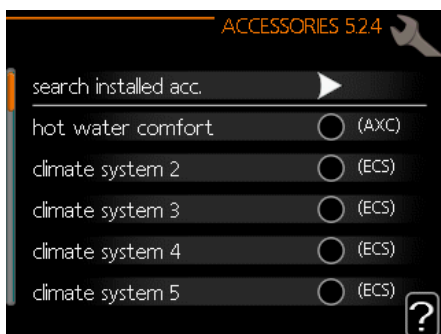 ACCESSORIES 5.2.4
search installed acc.
hot water comfort (AXC)
climate system 2 (ECS)
climate system 3 (ECS)
climate system 4 (ECS)
climate system 5 (ECS)
?